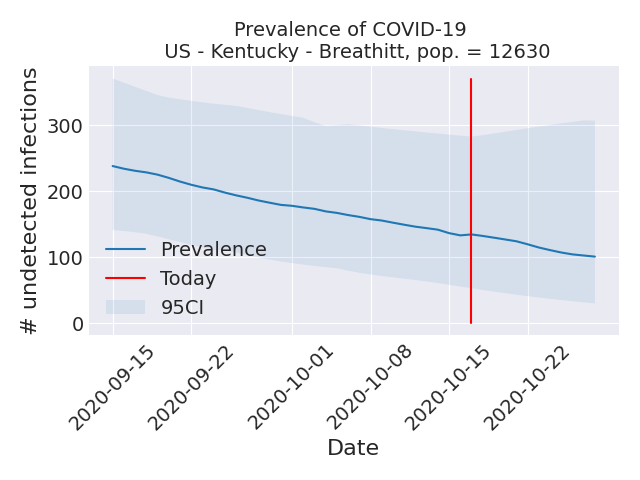 Prevalence of COVID-19
US - Kentucky - Breathitt, pop. = 12630
# undetected infections
300
200
100
0
Prevalence
Today
95CI
2020-09-15
2020-09-22
2020-10-01
2020-10-08
2020-10-15
2020-10-22
Date